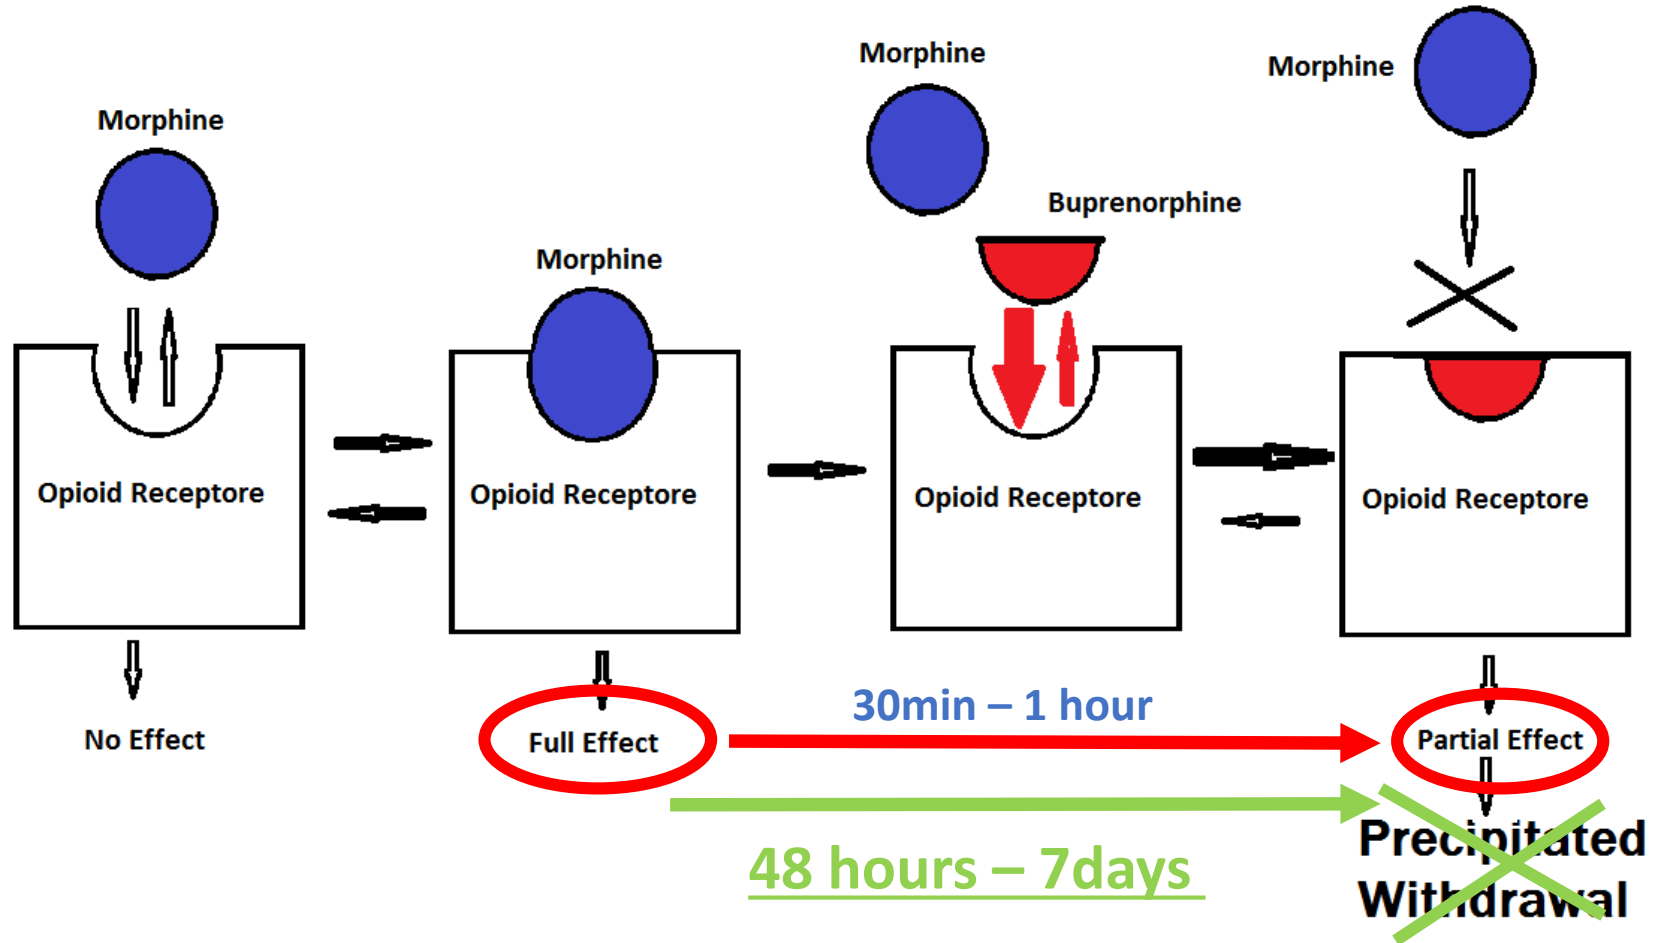 Morphine
Opioid Receptore
No Effect
Morphine
Opioid Receptore
Full Effect
Morphine
Buprenorphine
Opioid Receptore
Morphine
Opioid Receptore
Partial Effect
30min – 1 hour
48 hours – 7days
Precipitated
Withdrawal